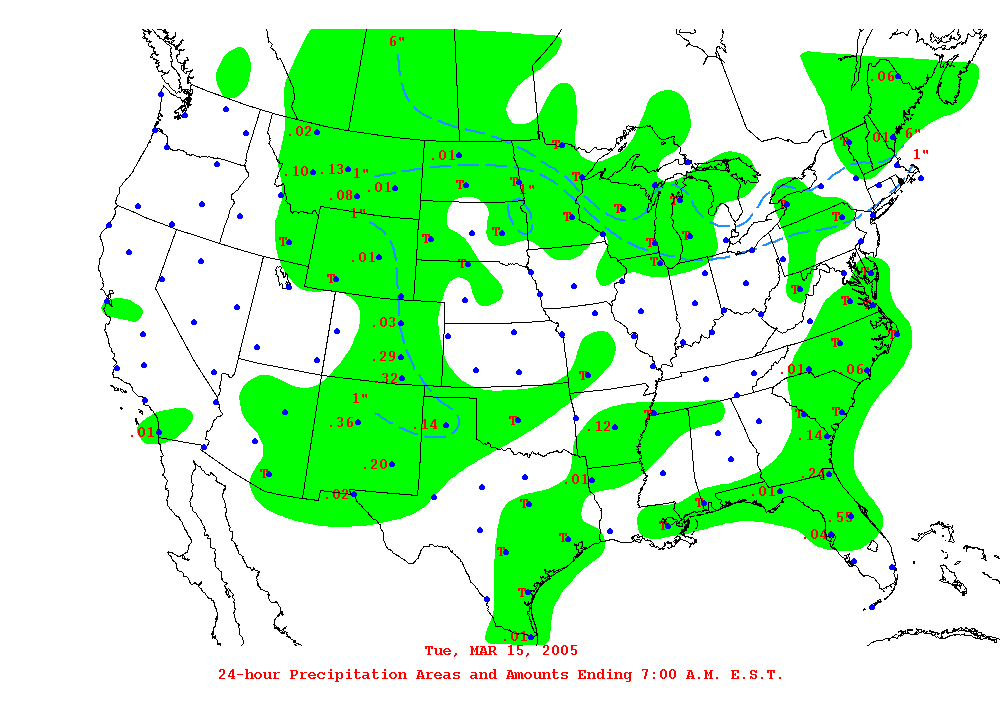 6"
.06
.02
T
.01
T
.01
6"
1"
.10
.13
1"
.08
.01
T
T
T
1"
T
T
T
1"
T
T
T
T
T
T
T
.01
T
T
T
T
T
T
.03
T
T
.29
.32
T
.01
.06
1"
.36
.14
T
.12
T
T
T
.01
.14
.20
T
.01
.24
.02
T
T
.01
T
.55
T
.04
T
T
.01
Tue, MAR 15, 2005
24-hour Precipitation Areas and Amounts Ending 7:00 A.M. E.S.T.